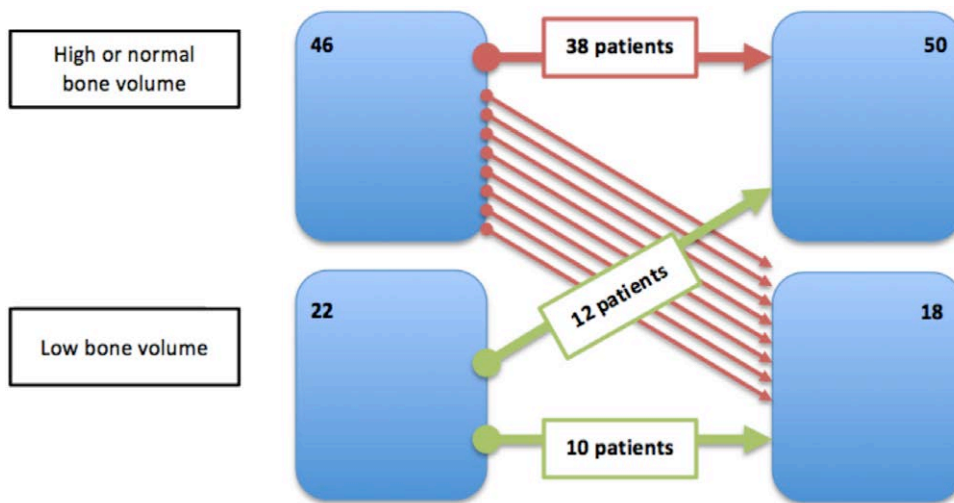 High or normal
bone volume
46
38 patients
50
12 patients
Low bone volume
22
18
10 patients